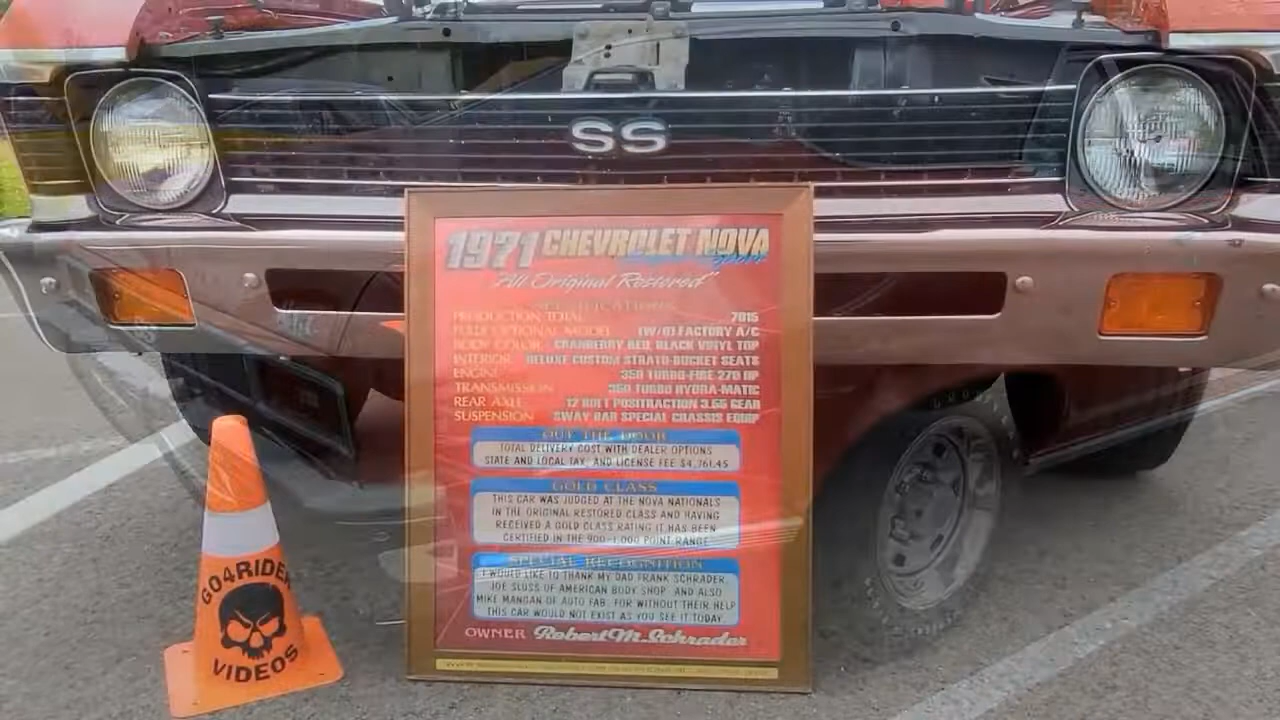 SS
1971 CHEVROLET NOVA
Super Sport
"All Original Restored"
SPECIFICATIONS
PRODUCTION TOTAL 7015
FULLY OPTIONAL MODEL (W/O) FACTORY A/C
BODY COLOR CRANBERRY RED, BLACK VINYL TOP
INTERIOR DELUXE CUSTOM STRATO-BUCKET SEATS
ENGINE 350 TURBO-FIRE 270 HP
TRANSMISSION 350 TURBO HYDRA-MATIC
REAR AXLE 12 BOLT POSITRACTION 3.55 GEAR
SUSPENSION SWAY BAR SPECIAL CHASSIS EQUIP
OUT THE DOOR
TOTAL DELIVERY COST WITH DEALER OPTIONS
STATE AND LOCAL TAX, AND LICENSE FEE $4,761.45
GOLD CLASS
THIS CAR WAS JUDGED AT THE NOVA NATIONALS
IN THE ORIGINAL RESTORED CLASS AND HAVING
RECEIVED A GOLD CLASS RATING IT HAS BEEN
CERTIFIED IN THE 900-1,000 POINT RANGE
SPECIAL RECOGNITION
I WOULD LIKE TO THANK MY DAD FRANK SCHRADER,
JOE SLUSS OF AMERICAN BODY SHOP, AND ALSO
MIKE MANGAN OF AUTO FAB, FOR WITHOUT THEIR HELP
THIS CAR WOULD NOT EXIST AS YOU SEE IT TODAY.
OWNER Robert M. Schrader
GO4RIDE
VIDEOS